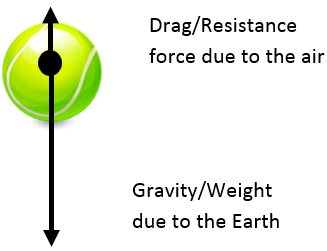 Drag/Resistance
force due to the air
Gravity/Weight
due to the Earth